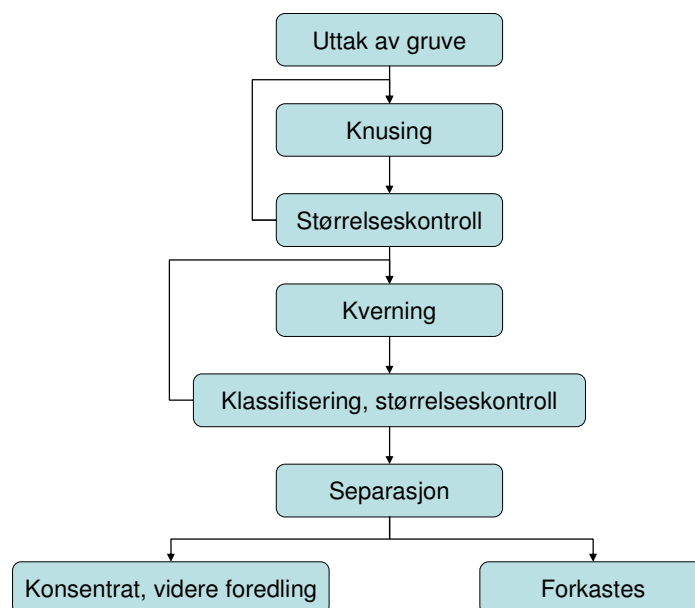 Uttak av gruve
Knusing
Størrelseskontroll
Kverning
Klassifisering, størrelseskontroll
Separasjon
Konsentrat, videre foredling
Forkastes